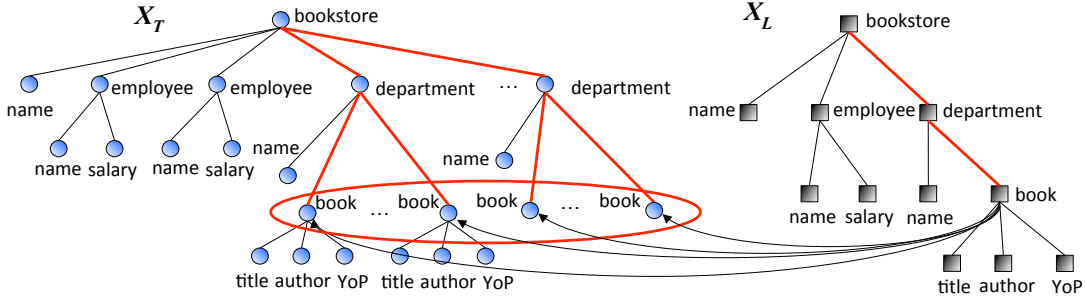 X_T
bookstore
X_L
bookstore
name employee employee department … department
name employee department
name salary name salary name name
book … book book … book
name salary name book
title author YoP title author YoP
title author YoP